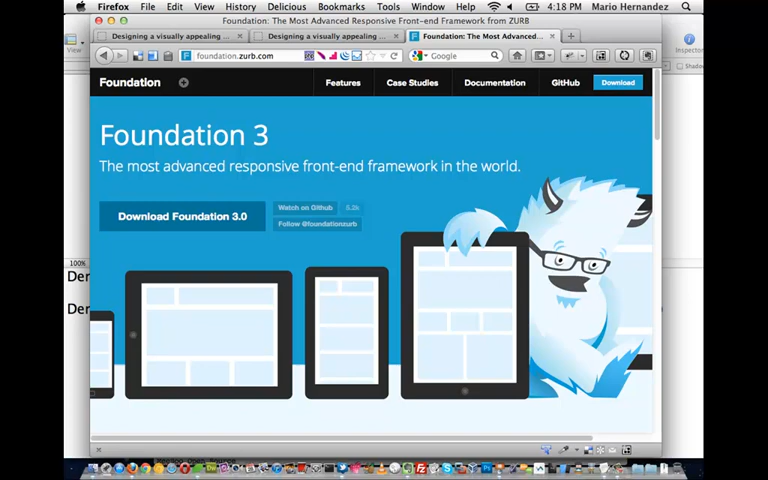 Firefox File Edit View History Delicious Bookmarks Tools Window Help 4:18 PM Mario Hernandez
Foundation: The Most Advanced Responsive Front-end Framework from ZURB
Designing a visually appealing ... Designing a visually appealing ... Foundation: The Most Advanced...
foundation.zurb.com Google
View Inspector
Foundation Features Case Studies Documentation GitHub Download
Foundation 3
The most advanced responsive front-end framework in the world.
Download Foundation 3.0
Watch on Github
Follow @foundationzurb
100%
Der
Der